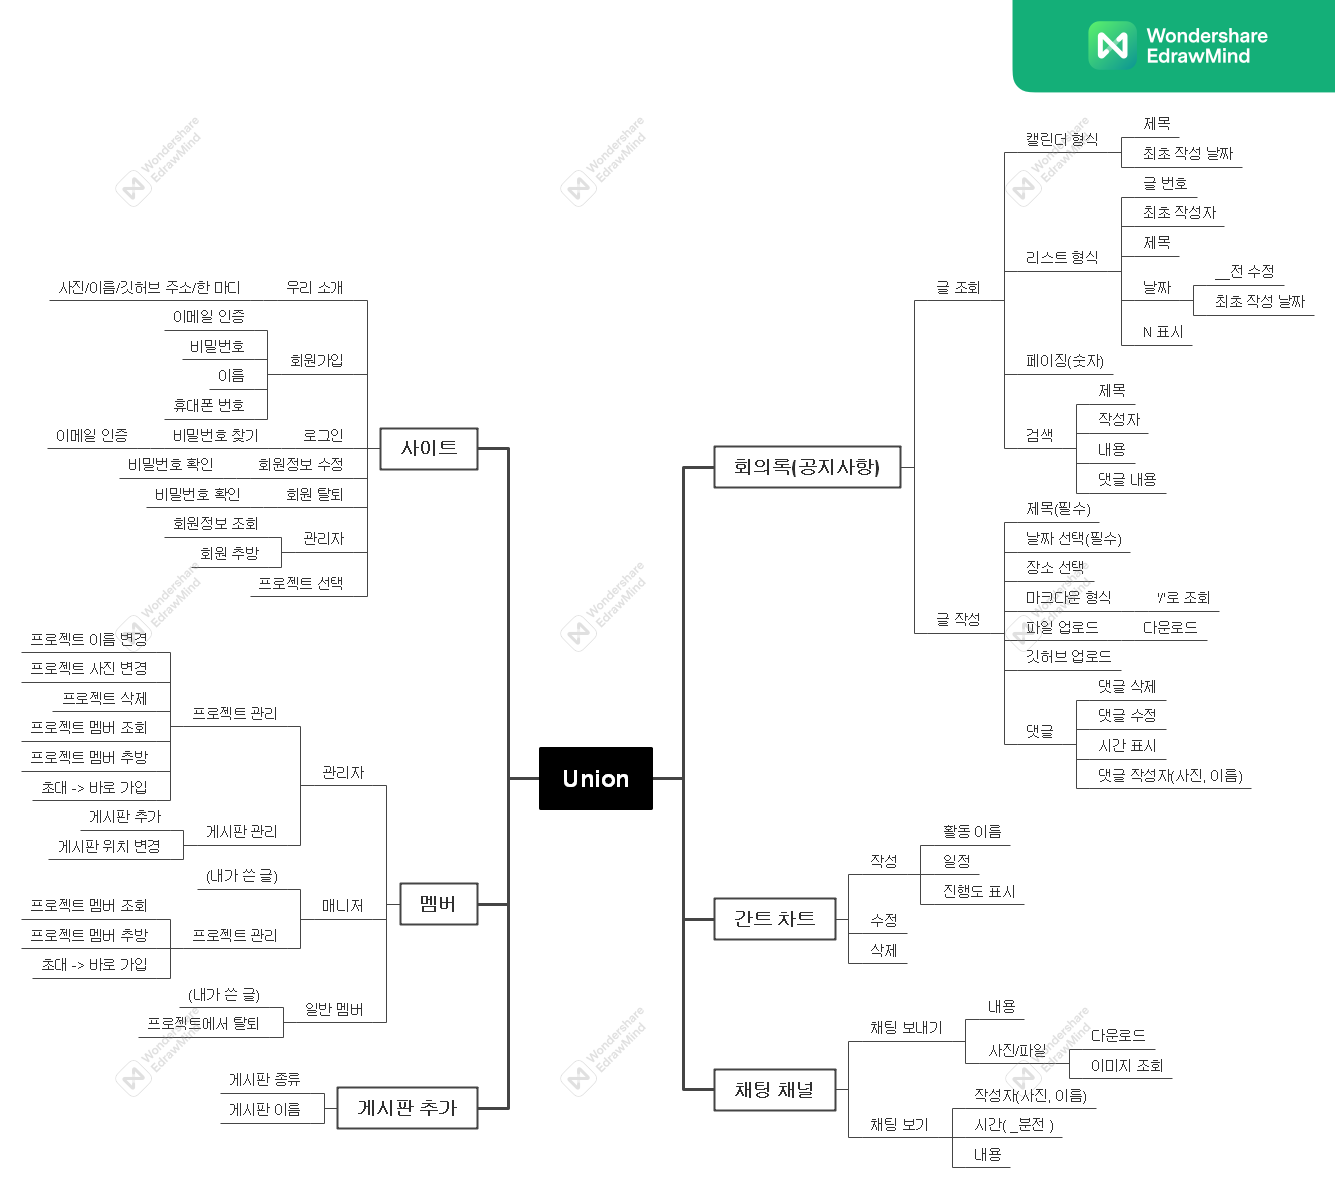 Wondershare
EdrawMind
Union
사이트
우리 소개
사진/이름/깃허브 주소/한 마디
회원가입
이메일 인증
비밀번호
이름
휴대폰 번호
로그인
비밀번호 찾기
이메일 인증
회원정보 수정
비밀번호 확인
회원 탈퇴
비밀번호 확인
관리자
회원정보 조회
회원 추방
프로젝트 선택
멤버
관리자
프로젝트 관리
프로젝트 이름 변경
프로젝트 사진 변경
프로젝트 삭제
프로젝트 멤버 조회
프로젝트 멤버 추방
초대 -> 바로 가입
게시판 관리
게시판 추가
게시판 위치 변경
매니저
(내가 쓴 글)
프로젝트 관리
프로젝트 멤버 조회
프로젝트 멤버 추방
초대 -> 바로 가입
일반 멤버
(내가 쓴 글)
프로젝트에서 탈퇴
게시판 추가
게시판 종류
게시판 이름
회의록(공지사항)
글 조회
캘린더 형식
제목
최초 작성 날짜
리스트 형식
글 번호
최초 작성자
제목
날짜
__전 수정
최초 작성 날짜
N 표시
페이징(숫자)
검색
제목
작성자
내용
댓글 내용
글 작성
제목(필수)
날짜 선택(필수)
장소 선택
마크다운 형식
'/'로 조회
파일 업로드
다운로드
깃허브 업로드
댓글
댓글 삭제
댓글 수정
시간 표시
댓글 작성자(사진, 이름)
간트 차트
작성
활동 이름
일정
진행도 표시
수정
삭제
채팅 채널
채팅 보내기
내용
사진/파일
다운로드
이미지 조회
채팅 보기
작성자(사진, 이름)
시간( _분전 )
내용
Wondershare
EdrawMind
Wondershare
EdrawMind
Wondershare
EdrawMind
Wondershare
EdrawMind
Wondershare
EdrawMind
Wondershare
EdrawMind
Wondershare
EdrawMind
Wondershare
EdrawMind
Wondershare
EdrawMind